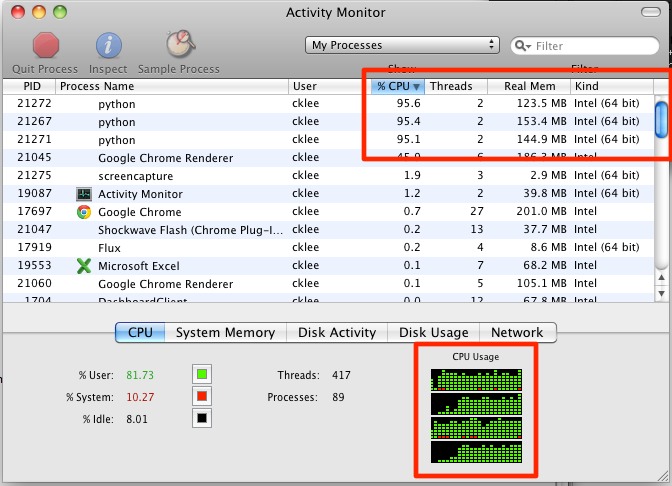 Activity Monitor
Quit Process Inspect Sample Process My Processes Show Filter Filter
PID Process Name User % CPU Threads Real Mem Kind
21272 python cklee 95.6 2 123.5 MB Intel (64 bit)
21267 python cklee 95.4 2 153.4 MB Intel (64 bit)
21271 python cklee 95.1 2 144.9 MB Intel (64 bit)
21045 Google Chrome Renderer cklee 45.0 6 186.3 MB Intel
21275 screencapture cklee 1.9 3 2.9 MB Intel (64 bit)
19087 Activity Monitor cklee 1.2 2 39.8 MB Intel (64 bit)
17697 Google Chrome cklee 0.7 27 201.0 MB Intel
21047 Shockwave Flash (Chrome Plug-I... cklee 0.2 13 37.7 MB Intel
17919 Flux cklee 0.2 4 8.6 MB Intel (64 bit)
19553 Microsoft Excel cklee 0.1 7 68.2 MB Intel
21060 Google Chrome Renderer cklee 0.1 5 105.1 MB Intel
1704 DashboardClient cklee 0.0 12 67.8 MB Intel
CPU System Memory Disk Activity Disk Usage Network
CPU Usage
% User: 81.73 Threads: 417
% System: 10.27 Processes: 89
% Idle: 8.01